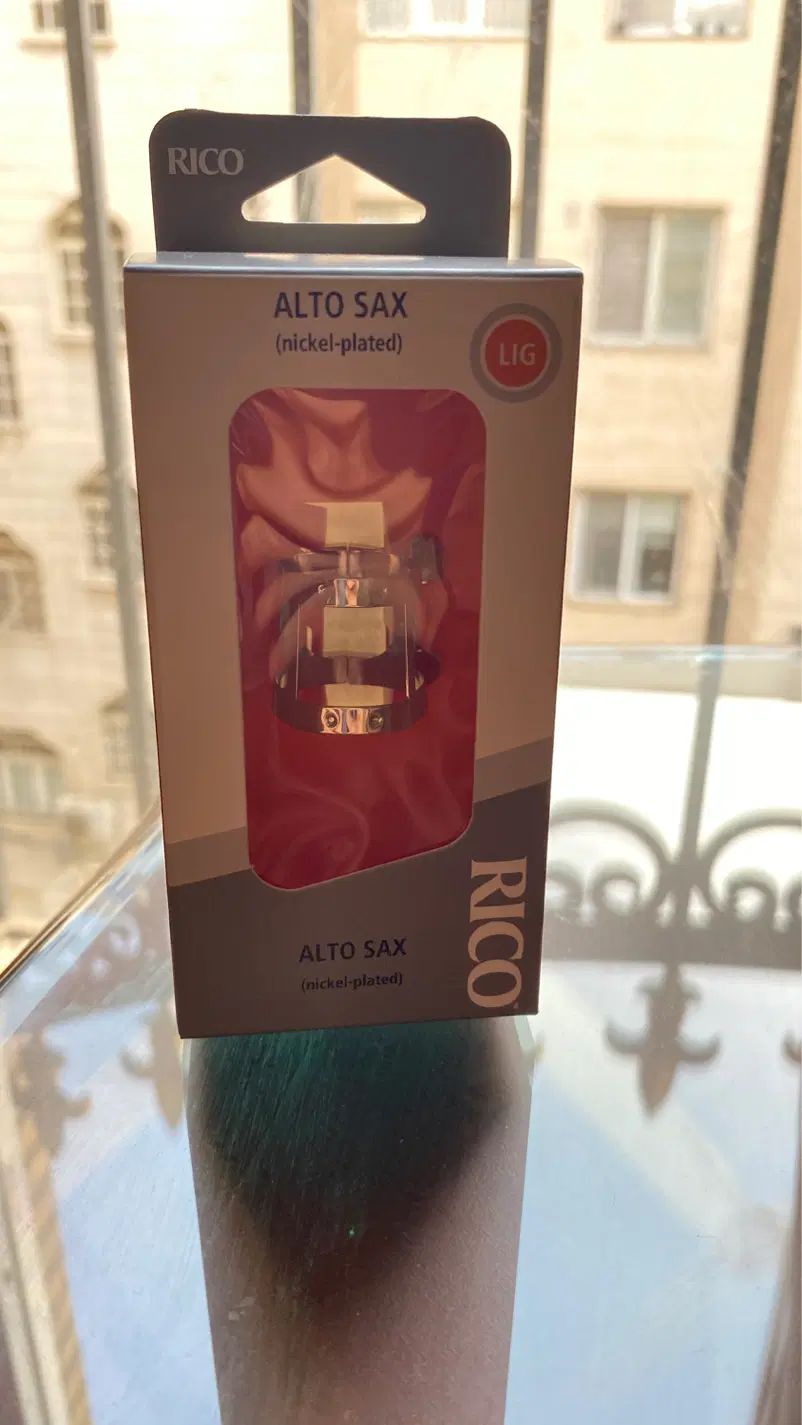 RICO
ALTO SAX
(nickel-plated)
LIG
RICO
ALTO SAX
(nickel-plated)